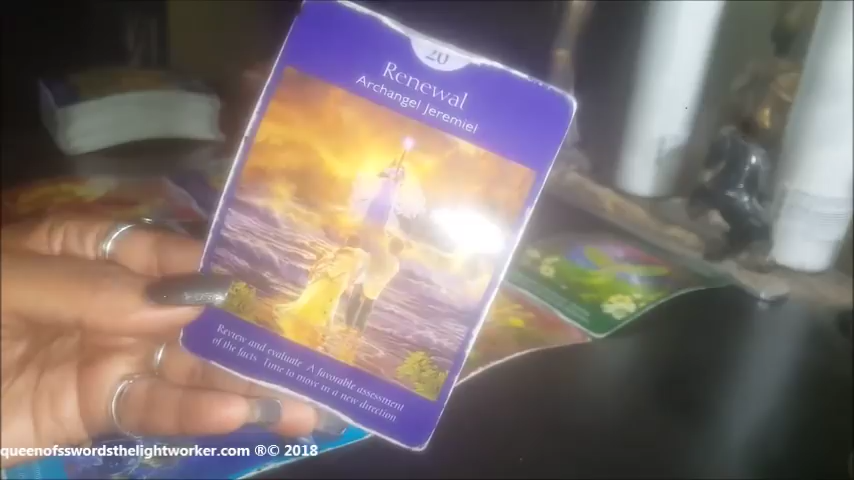 20
Renewal
Archangel Jeremiel
Review and evaluate A favorable assessment
of the facts Time to move in a new direction
queenofsswordsthelightworker.com ®© 2018